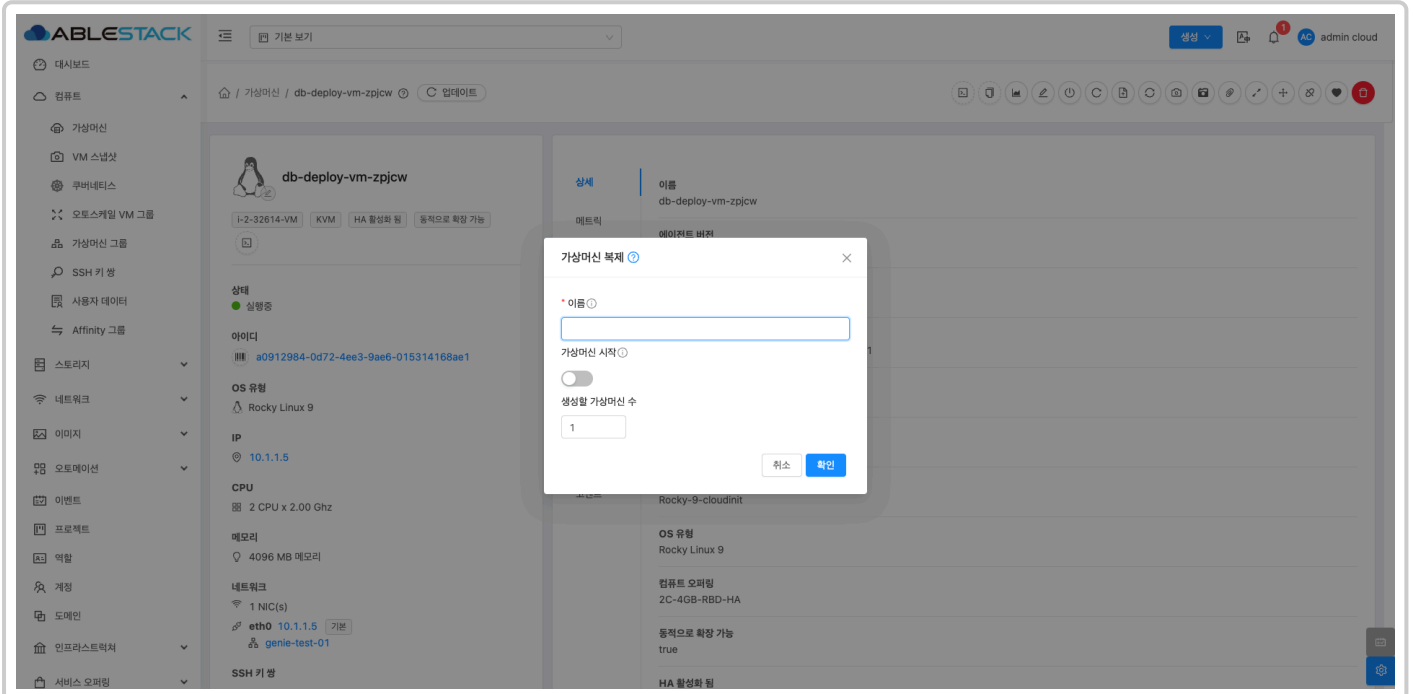 ABLESTACK
기본 보기
생성
1
AC
admin cloud
대시보드
컴퓨트
가상머신
VM 스냅샷
쿠버네티스
오토스케일 VM 그룹
가상머신 그룹
SSH 키 쌍
사용자 데이터
Affinity 그룹
스토리지
네트워크
이미지
오토메이션
이벤트
프로젝트
역할
계정
도메인
인프라스트럭쳐
서비스 오퍼링
/ 가상머신 / db-deploy-vm-zpjcw
업데이트
db-deploy-vm-zpjcw
i-2-32614-VM
KVM
HA 활성화 됨
동적으로 확장 가능
상태
실행중
아이디
a0912984-0d72-4ee3-9ae6-015314168ae1
OS 유형
Rocky Linux 9
IP
10.1.1.5
CPU
2 CPU x 2.00 Ghz
메모리
4096 MB 메모리
네트워크
1 NIC(s)
eth0 10.1.1.5 기본
genie-test-01
SSH 키 쌍
상세
메트릭
이름
db-deploy-vm-zpjcw
에이전트 버전
가상머신 복제
* 이름
가상머신 시작
생성할 가상머신 수
1
취소
확인
1
코멘트
Rocky-9-cloudinit
OS 유형
Rocky Linux 9
컴퓨트 오퍼링
2C-4GB-RBD-HA
동적으로 확장 가능
true
HA 활성화 됨